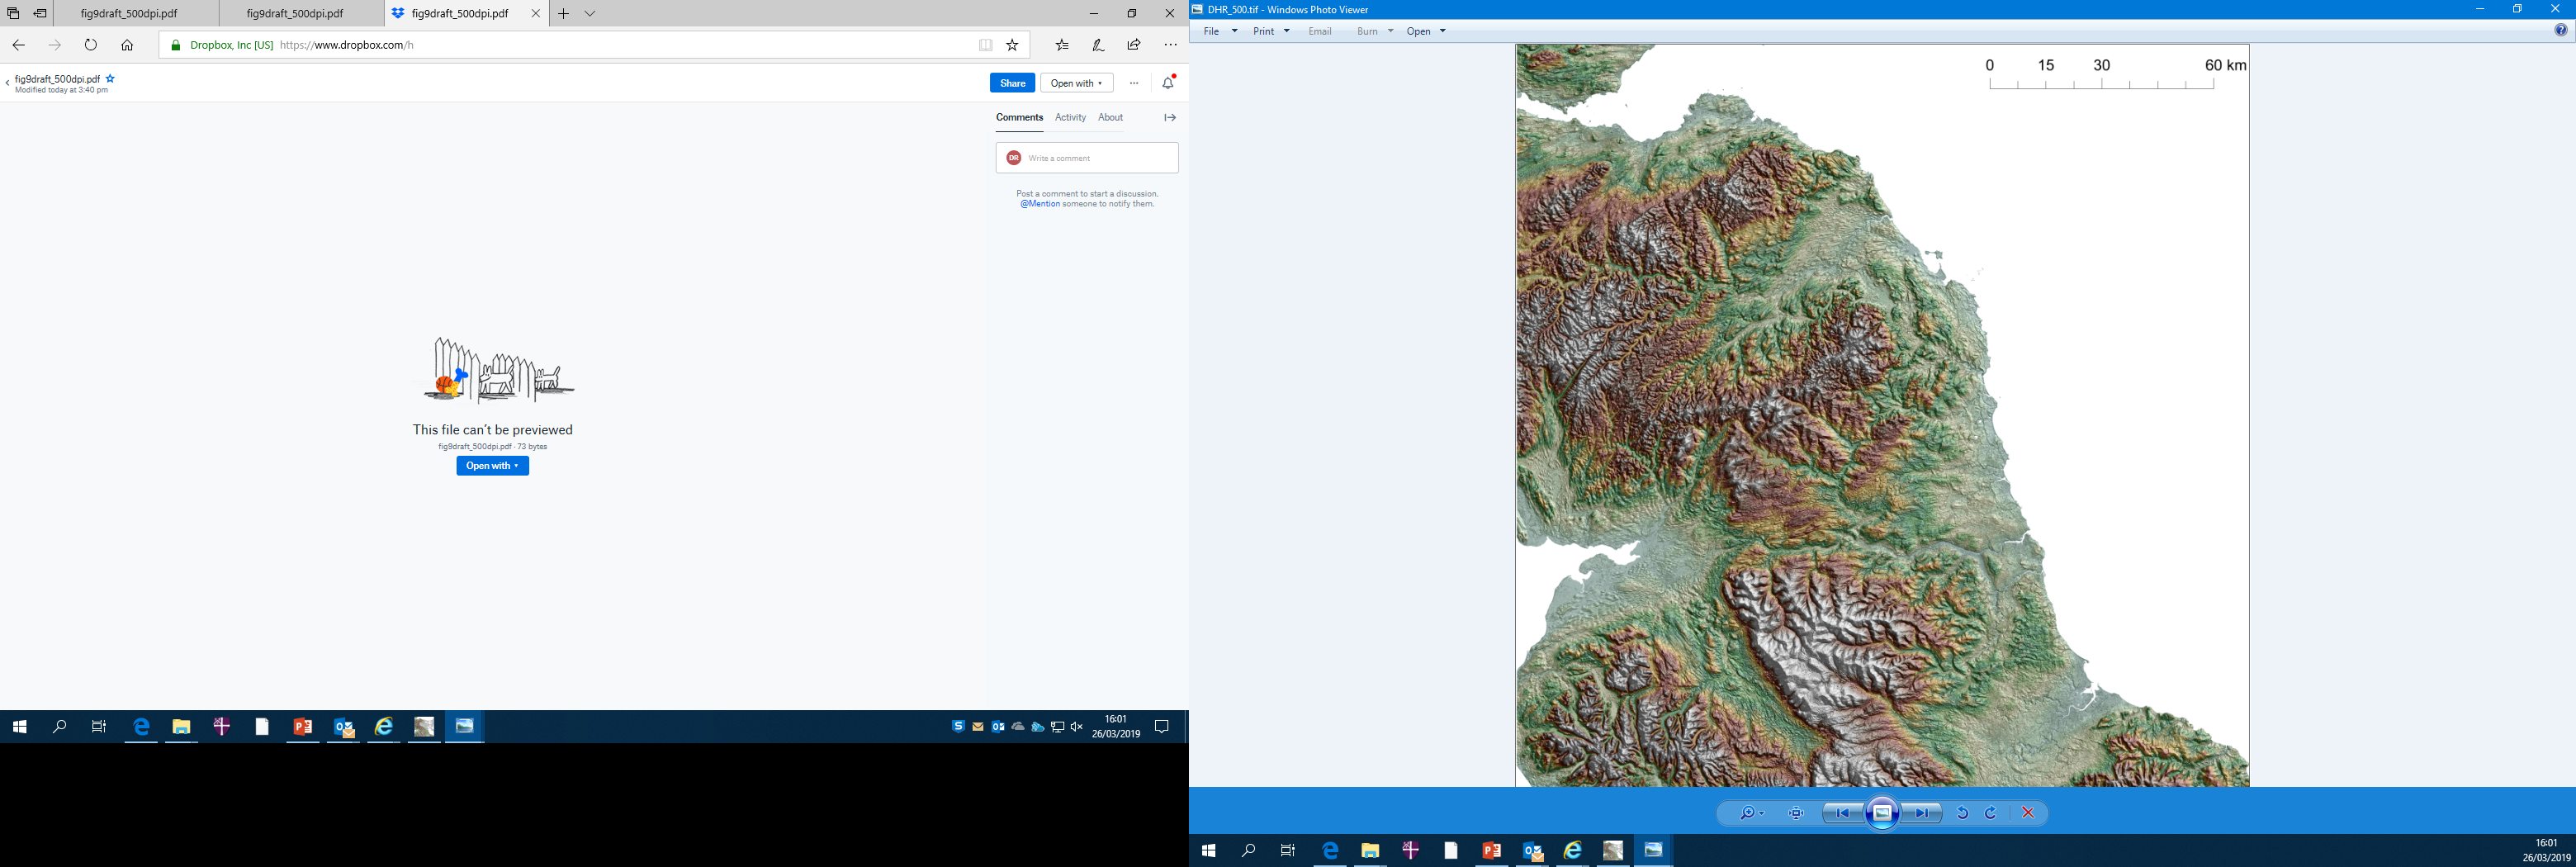 fig9draft_500dpi.pdf
fig9draft_500dpi.pdf
fig9draft_500dpi.pdf
Dropbox, Inc [US] https://www.dropbox.com/h
fig9draft_500dpi.pdf
Modified today at 3:40 pm
Share
Open with
Comments Activity About
DR Write a comment
Post a comment to start a discussion.
@Mention someone to notify them.
This file can't be previewed
fig9draft_500dpi.pdf · 73 bytes
Open with
16:01
26/03/2019
DHR_500.tif - Windows Photo Viewer
File Print Email Burn Open
0 15 30 60 km
16:01
26/03/2019